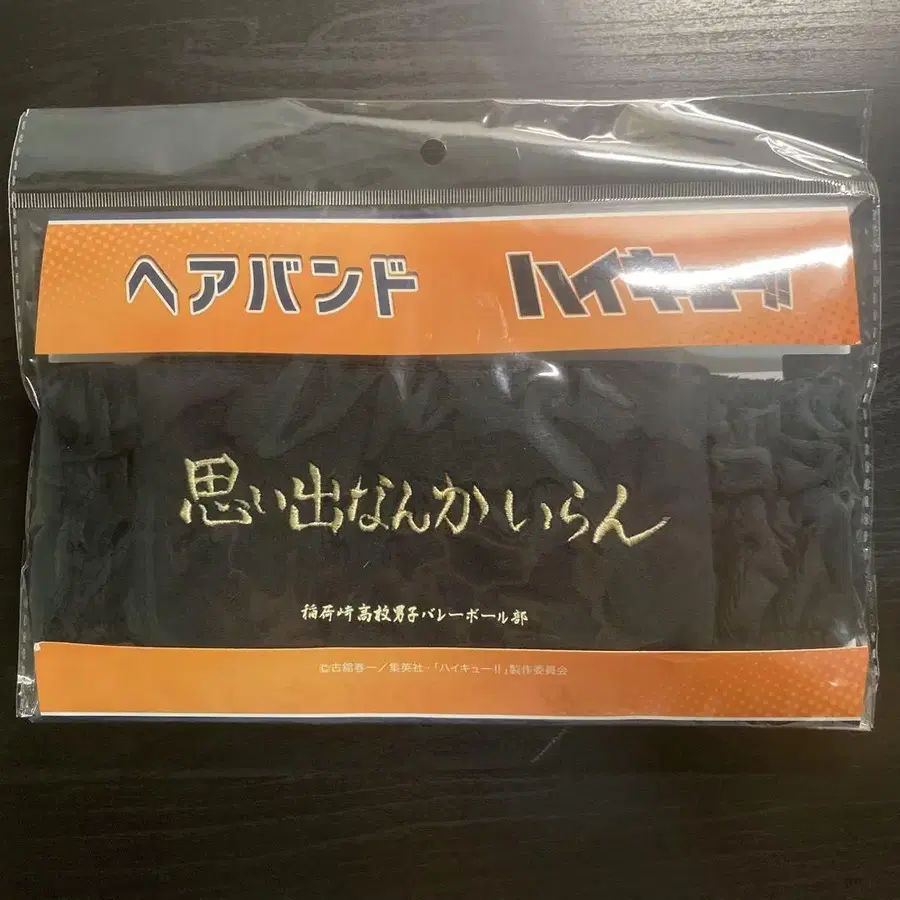 ヘアバンド ハイキュー!!
思い出なんかいらん
稲荷崎高校男子バレーボール部
©古舘春一/集英社・「ハイキュー!!」製作委員会